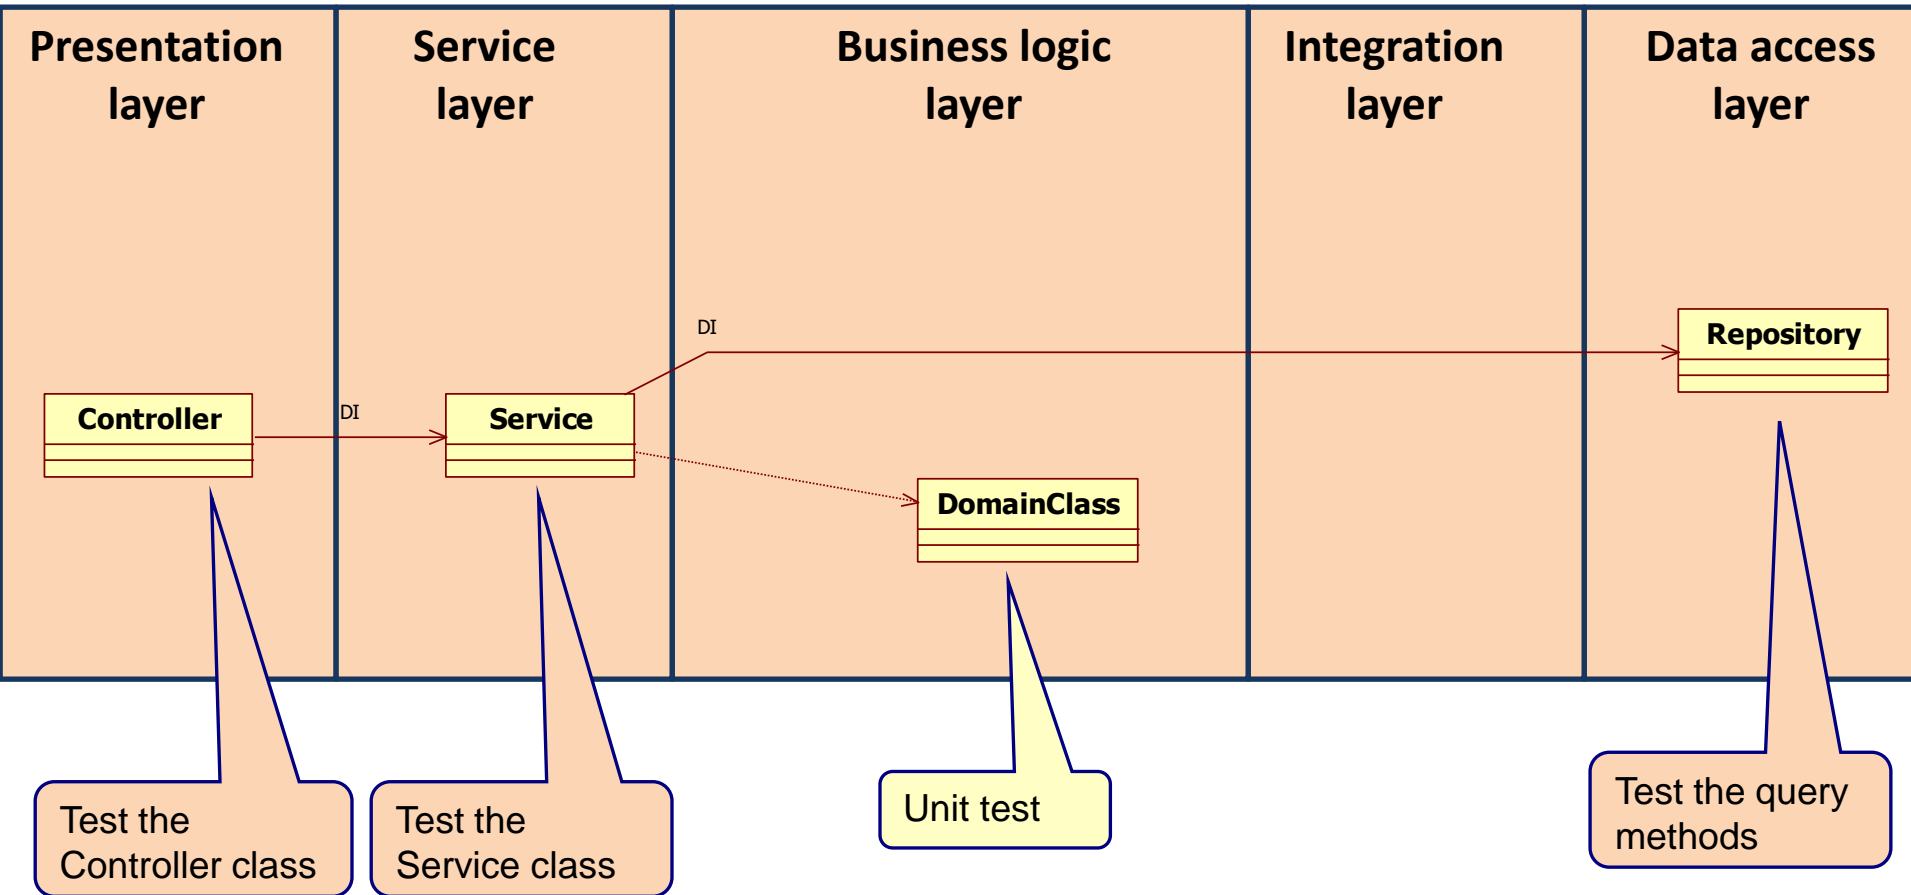 Presentation
layer
Service
layer
Business logic
layer
Integration
layer
Data access
layer
DI
Repository
Controller
DI
Service
DomainClass
Test the
Controller class
Test the
Service class
Unit test
Test the query
methods